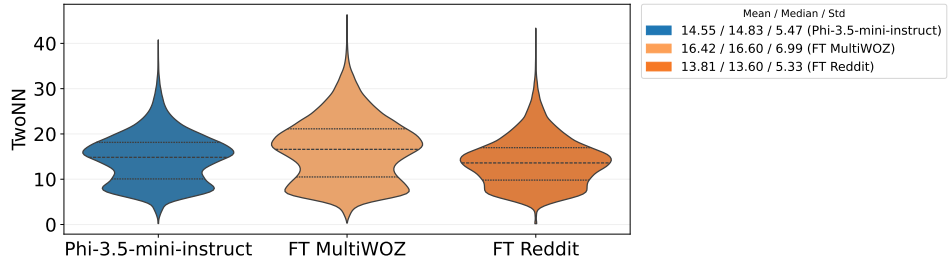 Mean / Median / Std
14.55 / 14.83 / 5.47 (Phi-3.5-mini-instruct)
16.42 / 16.60 / 6.99 (FT MultiWOZ)
13.81 / 13.60 / 5.33 (FT Reddit)
TwoNN
40
30
20
10
0
Phi-3.5-mini-instruct
FT MultiWOZ
FT Reddit